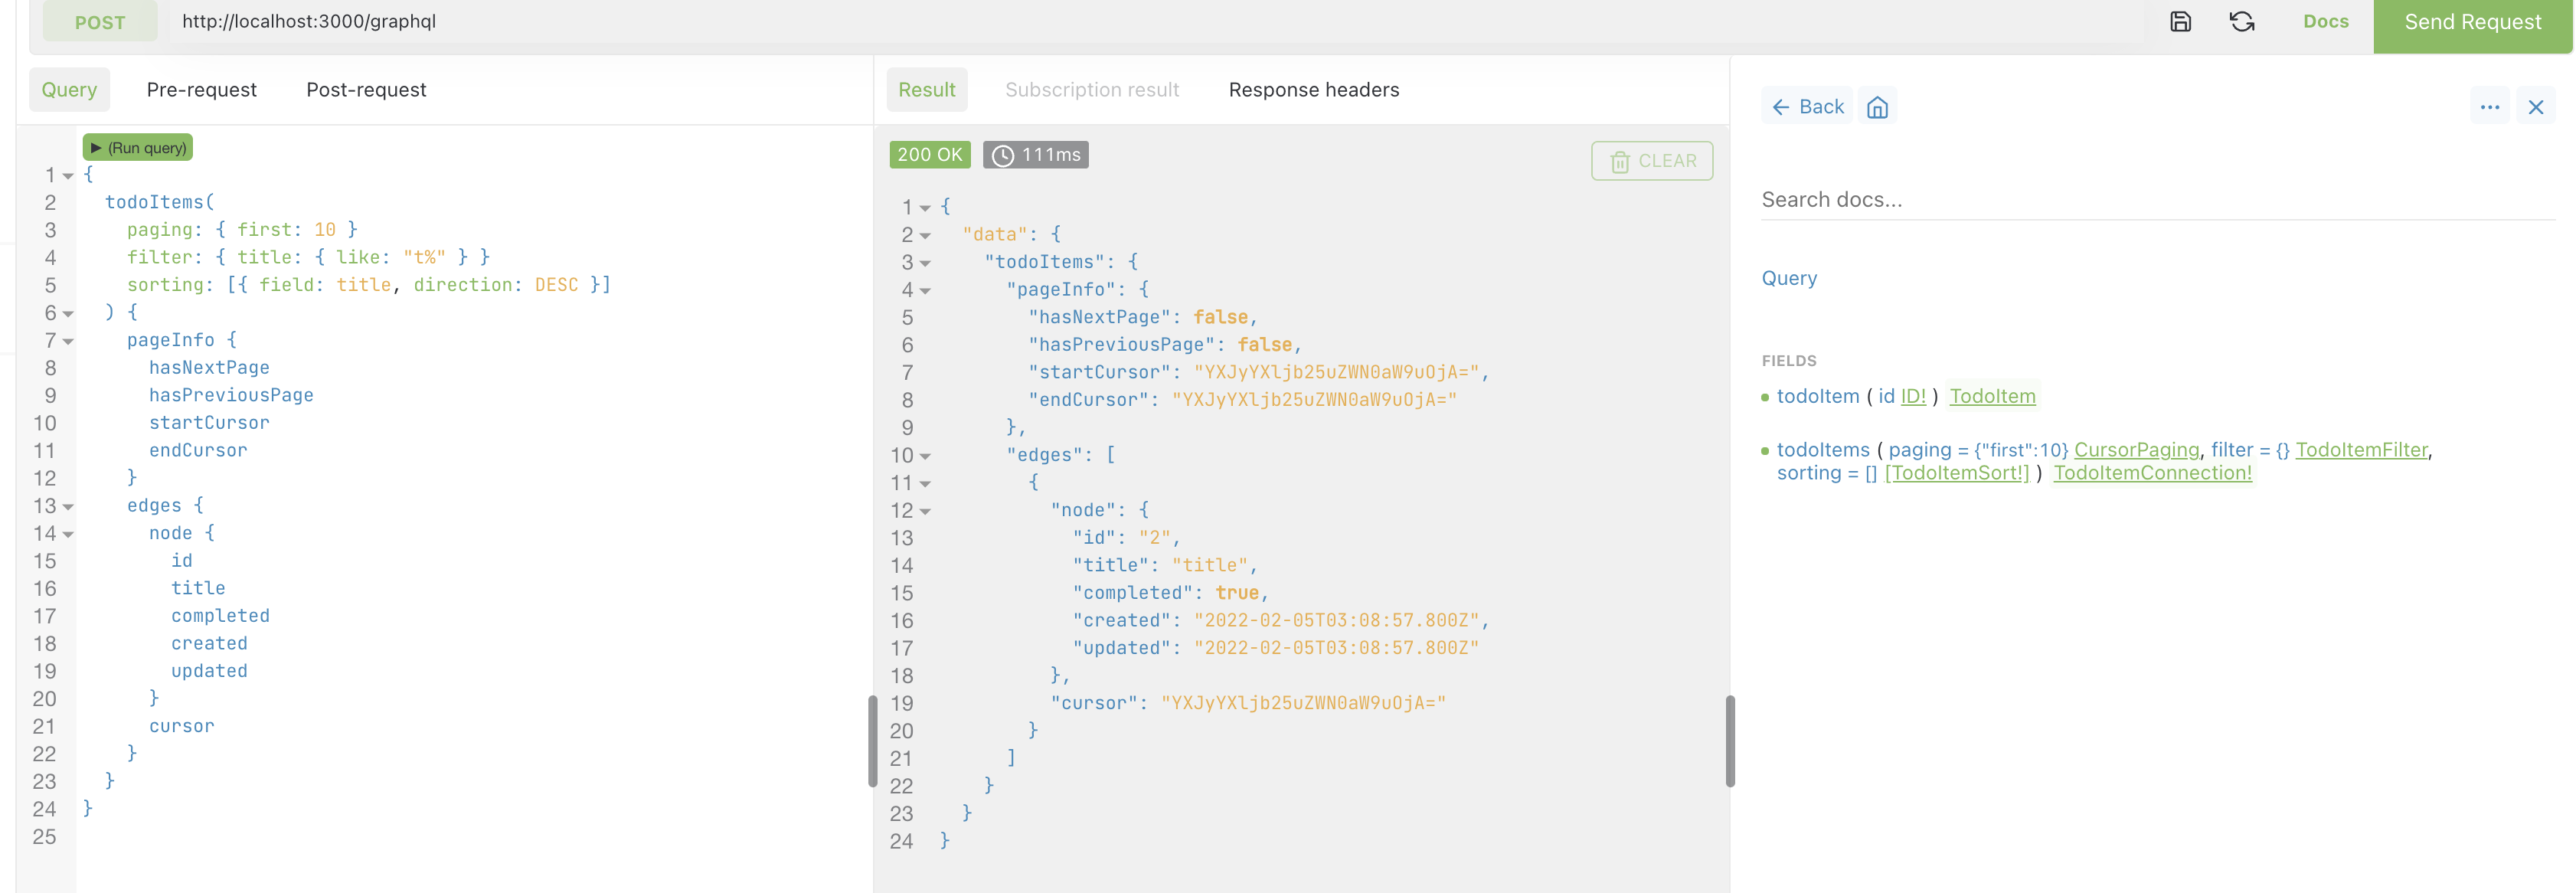 POST http://localhost:3000/graphql Docs Send Request
Query Pre-request Post-request
(Run query)
1 {
2 todoItems(
3 paging: { first: 10 }
4 filter: { title: { like: "t%" } }
5 sorting: [{ field: title, direction: DESC }]
6 ) {
7 pageInfo {
8 hasNextPage
9 hasPreviousPage
10 startCursor
11 endCursor
12 }
13 edges {
14 node {
15 id
16 title
17 completed
18 created
19 updated
20 }
21 cursor
22 }
23 }
24 }
25
Result Subscription result Response headers
200 OK 111ms CLEAR
1 {
2 "data": {
3 "todoItems": {
4 "pageInfo": {
5 "hasNextPage": false,
6 "hasPreviousPage": false,
7 "startCursor": "YXJyYXljb25uZWN0aW9uOjA=",
8 "endCursor": "YXJyYXljb25uZWN0aW9uOjA="
9 },
10 "edges": [
11 {
12 "node": {
13 "id": "2",
14 "title": "title",
15 "completed": true,
16 "created": "2022-02-05T03:08:57.800Z",
17 "updated": "2022-02-05T03:08:57.800Z"
18 },
19 "cursor": "YXJyYXljb25uZWN0aW9uOjA="
20 }
21 ]
22 }
23 }
24 }
Back
Search docs...
Query
FIELDS
todoItem ( id ID! ) TodoItem
todoItems ( paging = {"first":10} CursorPaging, filter = {} TodoItemFilter,
sorting = [] [TodoItemSort!] ) TodoItemConnection!